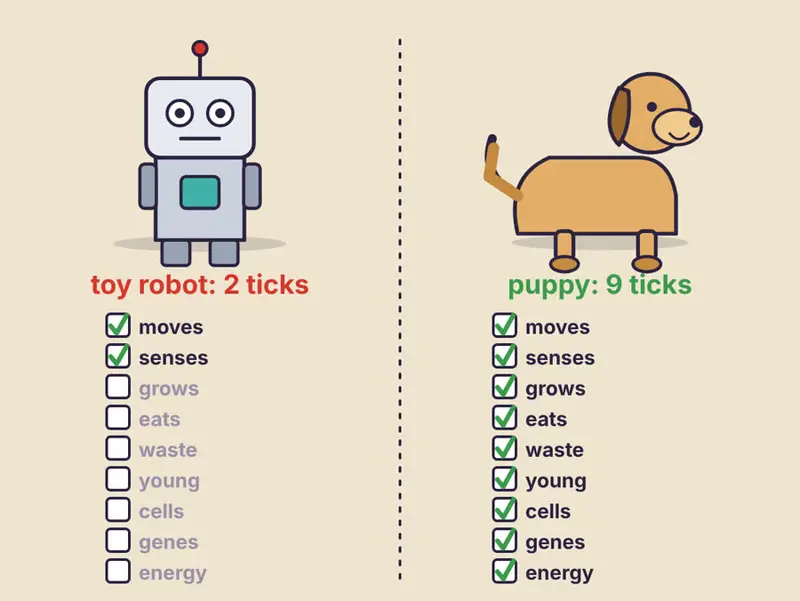 toy robot: 2 ticks
moves
senses
grows
eats
waste
young
cells
genes
energy
puppy: 9 ticks
moves
senses
grows
eats
waste
young
cells
genes
energy